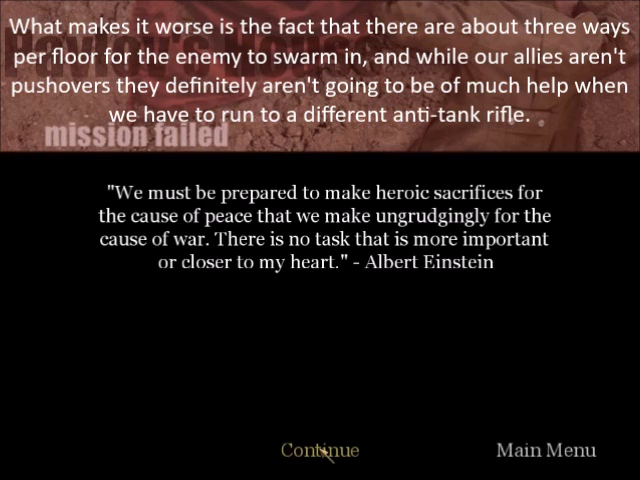 What makes it worse is the fact that there are about three ways
per floor for the enemy to swarm in, and while our allies aren't
pushovers they definitely aren't going to be of much help when
we have to run to a different anti-tank rifle.
Pavlov's House
mission failed
"We must be prepared to make heroic sacrifices for
the cause of peace that we make ungrudgingly for the
cause of war. There is no task that is more important
or closer to my heart." - Albert Einstein
Continue
Main Menu